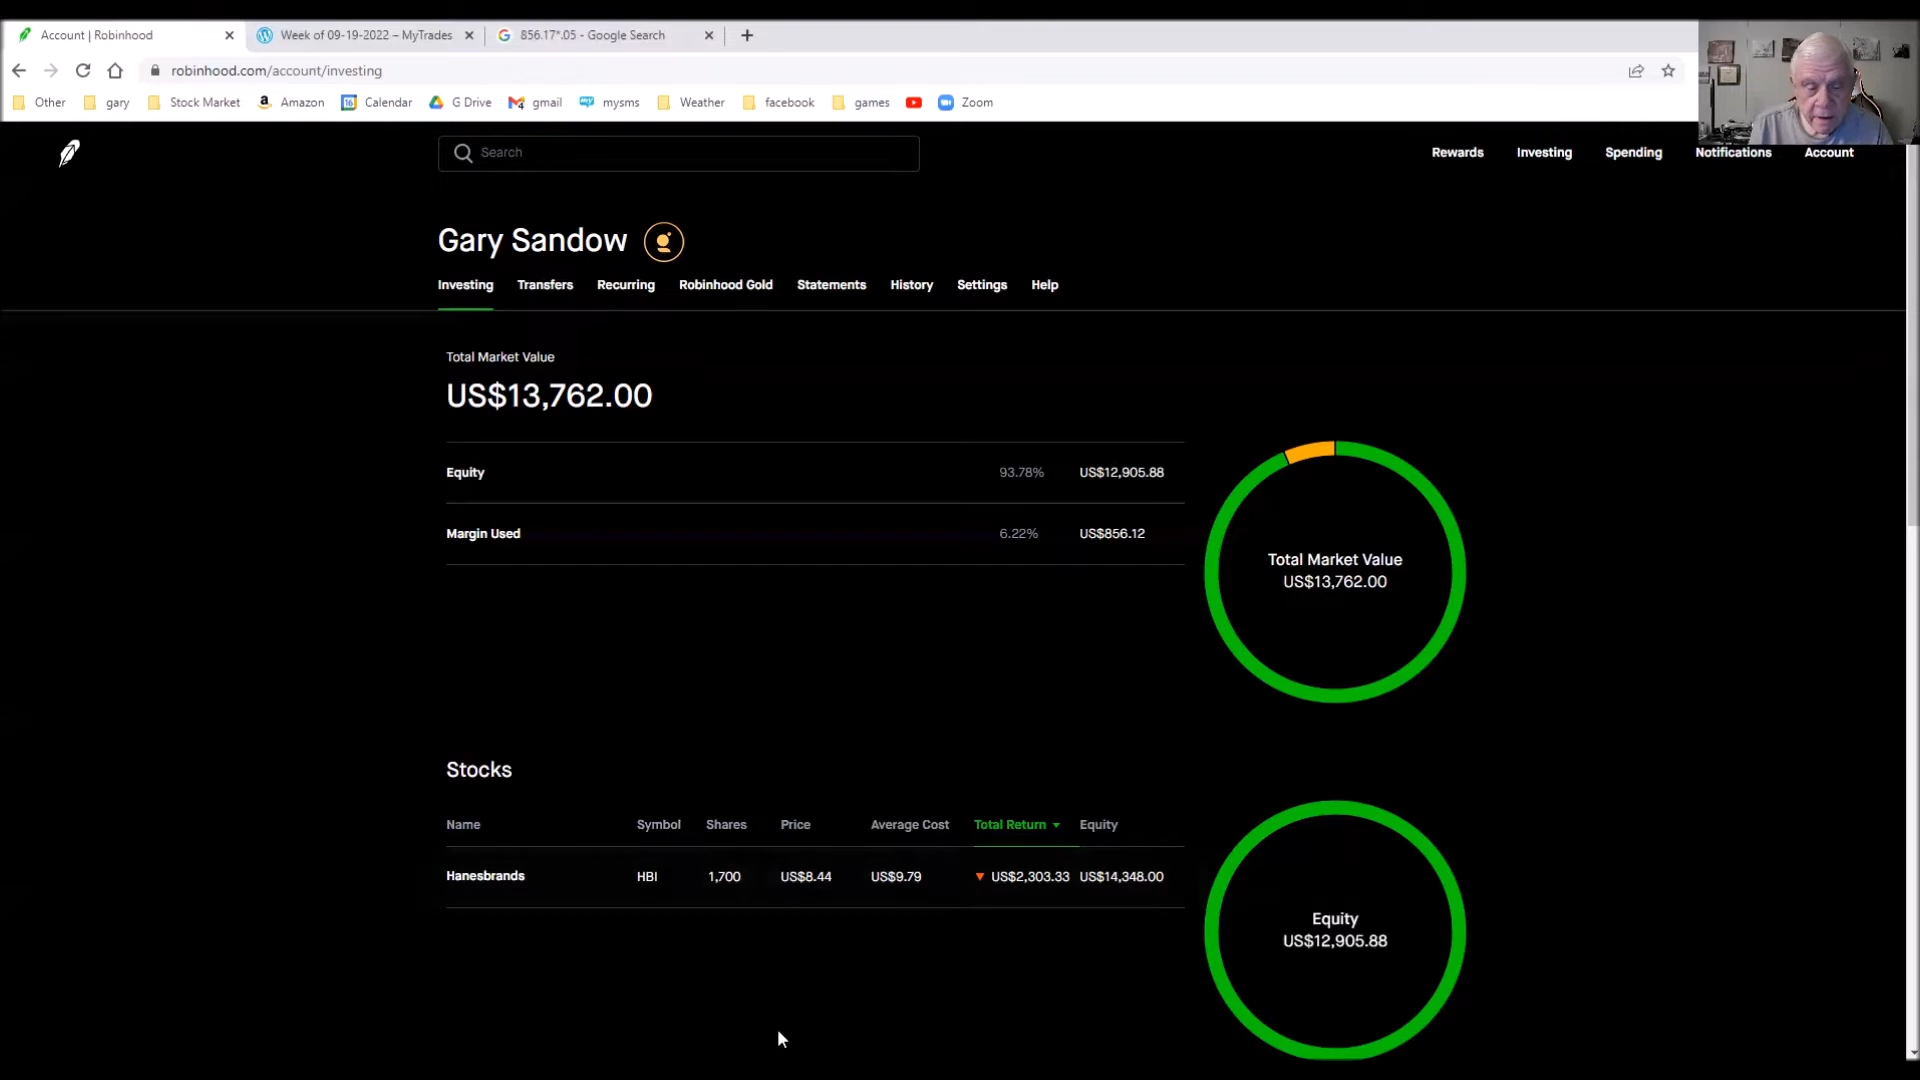 Account | Robinhood
Week of 09-19-2022 – MyTrades
856.17*.05 - Google Search
robinhood.com/account/investing
Other gary Stock Market Amazon 16 Calendar G Drive gmail mysms Weather facebook games Zoom
Search
Rewards Investing Spending Notifications Account
Gary Sandow
Investing Transfers Recurring Robinhood Gold Statements History Settings Help
Total Market Value
US$13,762.00
Equity 93.78% US$12,905.88
Margin Used 6.22% US$856.12
Total Market Value
US$13,762.00
Stocks
Name Symbol Shares Price Average Cost Total Return Equity
Hanesbrands HBI 1,700 US$8.44 US$9.79 US$2,303.33 US$14,348.00
Equity
US$12,905.88